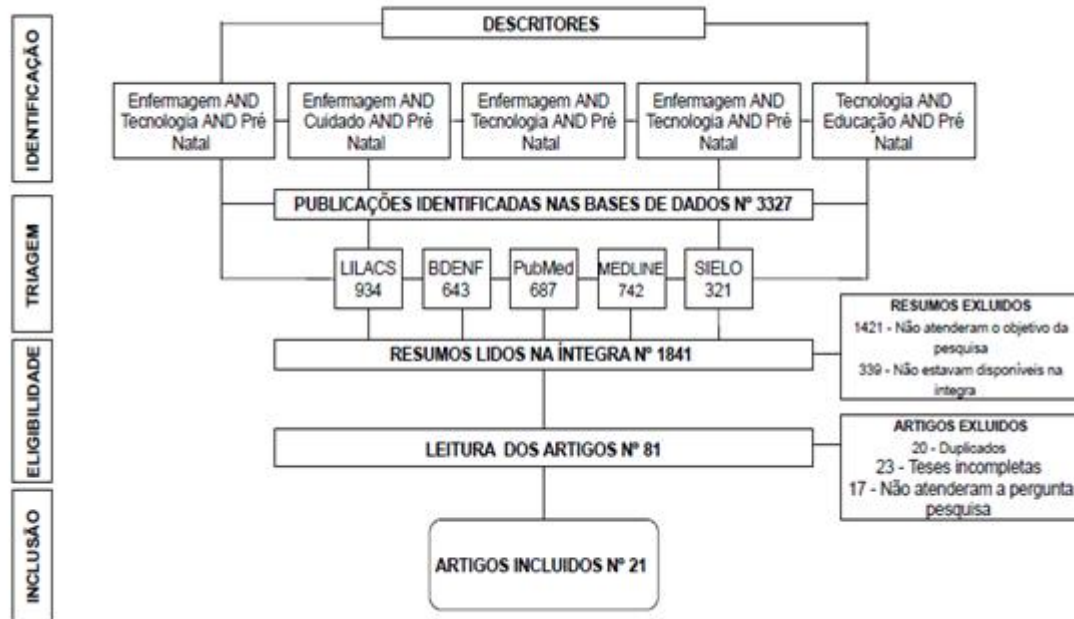 IDENTIFICAÇÃO
DESCRITORES
Enfermagem AND
Tecnologia AND Pré
Natal
Enfermagem AND
Cuidado AND Pré
Natal
Enfermagem AND
Tecnologia AND Pré
Natal
Enfermagem AND
Tecnologia AND Pré
Natal
Tecnologia AND
Educação AND Pré
Natal
PUBLICAÇÕES IDENTIFICADAS NAS BASES DE DADOS Nº 3327
TRIAGEM
LILACS
934
BDENF
643
PubMed
687
MEDLINE
742
SIELO
321
RESUMOS EXLUIDOS
1421 - Não atenderam o objetivo da
pesquisa
339 - Não estavam disponíveis na
integra
ELIGIBILIDADE
RESUMOS LIDOS NA ÍNTEGRA Nº 1841
LEITURA DOS ARTIGOS Nº 81
ARTIGOS EXLUIDOS
20 - Duplicados
23 - Teses incompletas
17 - Não atenderam a pergunta
pesquisa
INCLUSÃO
ARTIGOS INCLUIDOS Nº 21